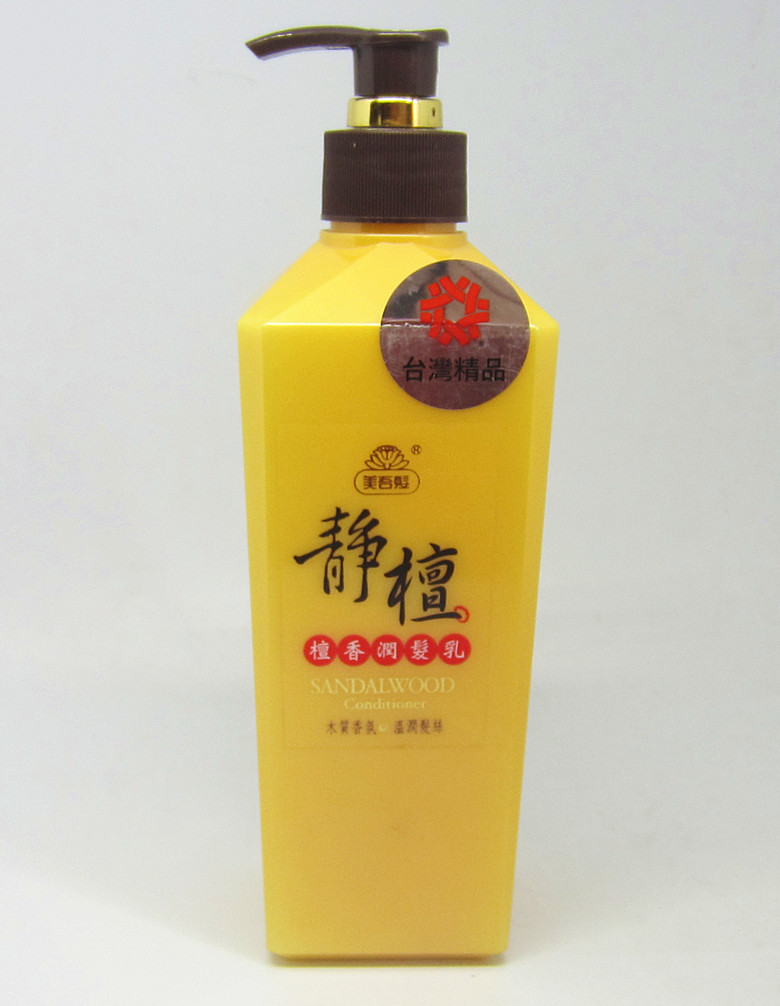 台灣精品
®
美吾髮
靜檀
檀香潤髮乳
SANDALWOOD
Conditioner
木質香氛 溫潤髮絲